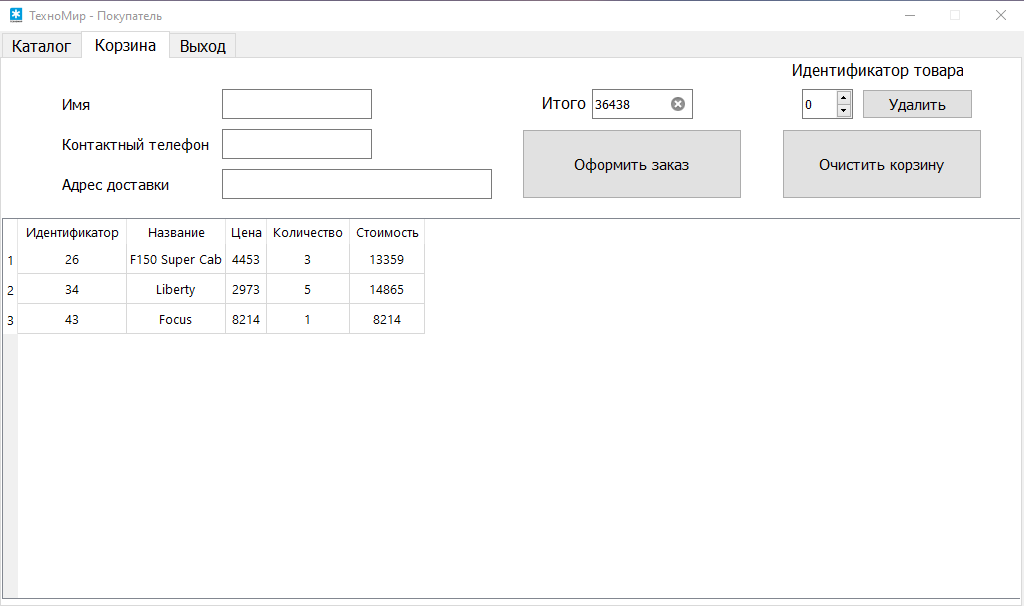 ТехноМир - Покупатель
Каталог Корзина Выход
Идентификатор товара
Имя
Итого 36438
0 Удалить
Контактный телефон
Оформить заказ
Очистить корзину
Адрес доставки
Идентификатор Название Цена Количество Стоимость
1 26 F150 Super Cab 4453 3 13359
2 34 Liberty 2973 5 14865
3 43 Focus 8214 1 8214